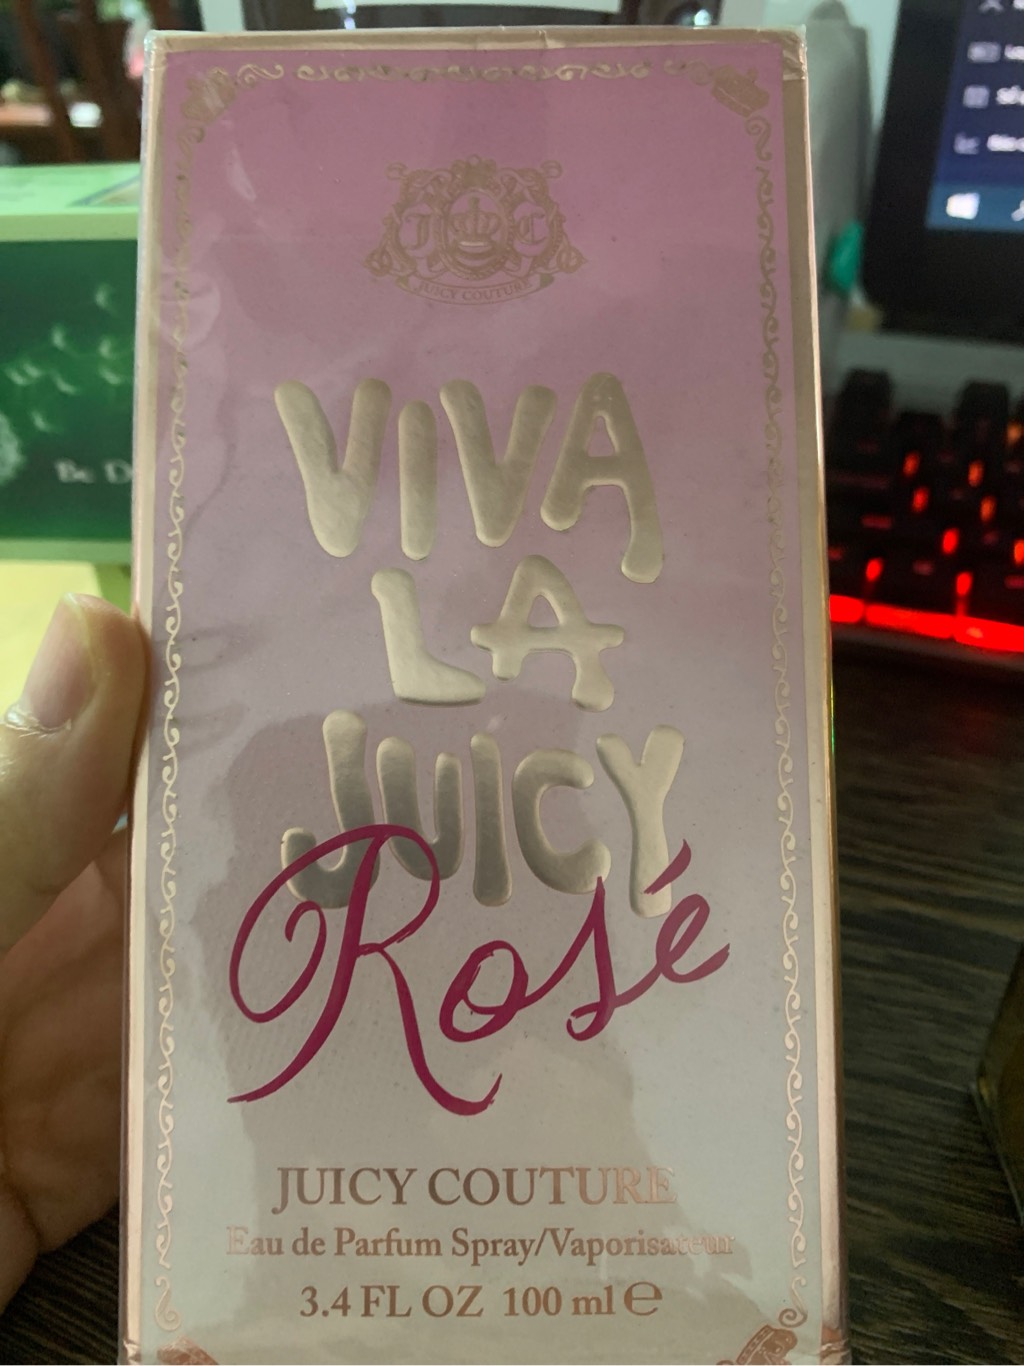 J C
JUICY COUTURE
VIVA
LA
JUICY
Rosé
JUICY COUTURE
Eau de Parfum Spray/Vaporisateur
3.4 FL OZ 100 ml ℮
Be D